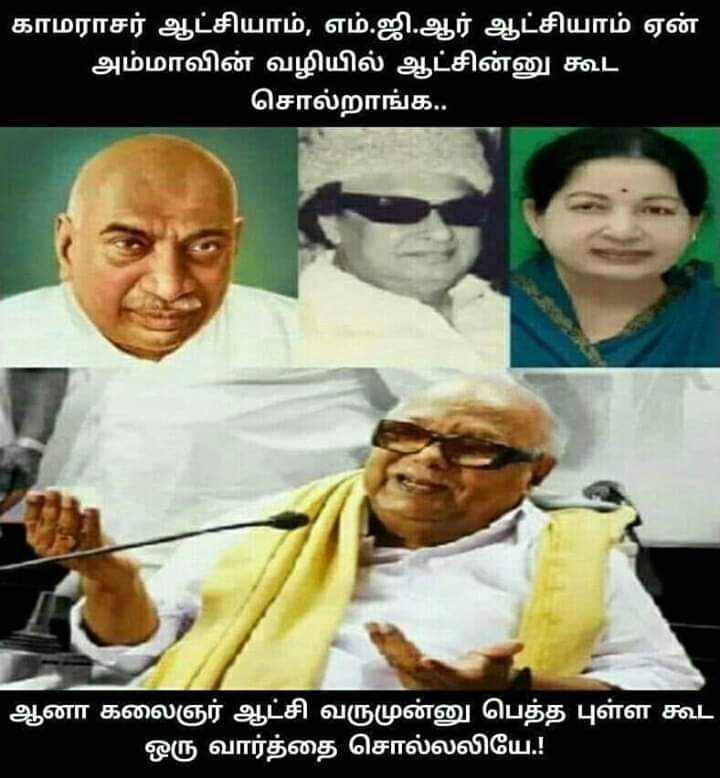 காமராசர் ஆட்சியாம், எம்.ஜி.ஆர் ஆட்சியாம் ஏன்
அம்மாவின் வழியில் ஆட்சின்னு கூட
சொல்றாங்க..
ஆனா கலைஞர் ஆட்சி வருமுன்னு பெத்த புள்ள கூட
ஒரு வார்த்தை சொல்லலியே.!